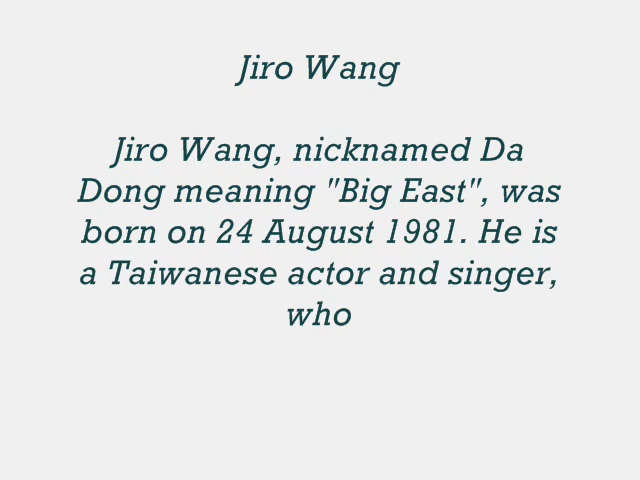 Jiro Wang
Jiro Wang, nicknamed Da
Dong meaning "Big East", was
born on 24 August 1981. He is
a Taiwanese actor and singer,
who